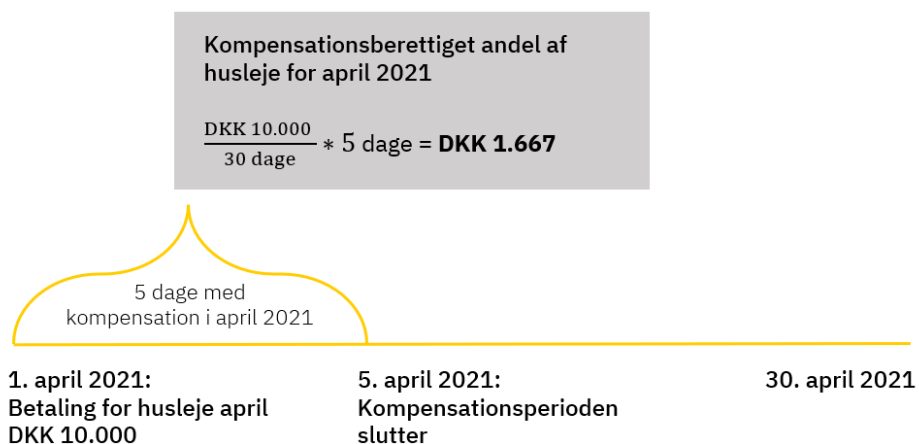 Kompensationsberettiget andel af
husleje for april 2021
DKK 10.000
30 dage
* 5 dage = DKK 1.667
5 dage med
kompensation i april 2021
1. april 2021:
Betaling for husleje april
DKK 10.000
5. april 2021:
Kompensationsperioden
slutter
30. april 2021